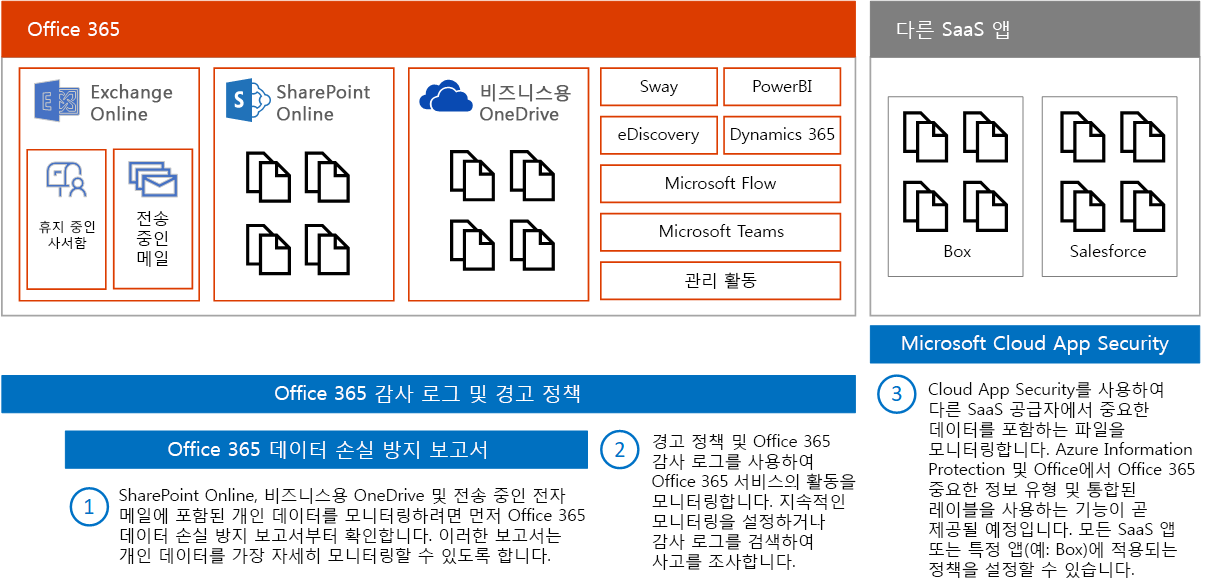 Office 365
Exchange
Online
휴지 중인
사서함
전송
중인
메일
SharePoint
Online
비즈니스용
OneDrive
Sway
PowerBI
eDiscovery
Dynamics 365
Microsoft Flow
Microsoft Teams
관리 활동
다른 SaaS 앱
Box
Salesforce
Office 365 감사 로그 및 경고 정책
Office 365 데이터 손실 방지 보고서
1
SharePoint Online, 비즈니스용 OneDrive 및 전송 중인 전자
메일에 포함된 개인 데이터를 모니터링하려면 먼저 Office 365
데이터 손실 방지 보고서부터 확인합니다. 이러한 보고서는
개인 데이터를 가장 자세히 모니터링할 수 있도록 합니다.
2
경고 정책 및 Office 365
감사 로그를 사용하여
Office 365 서비스의 활동을
모니터링합니다. 지속적인
모니터링을 설정하거나
감사 로그를 검색하여
사고를 조사합니다.
Microsoft Cloud App Security
3
Cloud App Security를 사용하여
다른 SaaS 공급자에서 중요한
데이터를 포함하는 파일을
모니터링합니다. Azure Information
Protection 및 Office에서 Office 365
중요한 정보 유형 및 통합된
레이블을 사용하는 기능이 곧
제공될 예정입니다. 모든 SaaS 앱
또는 특정 앱(예: Box)에 적용되는
정책을 설정할 수 있습니다.